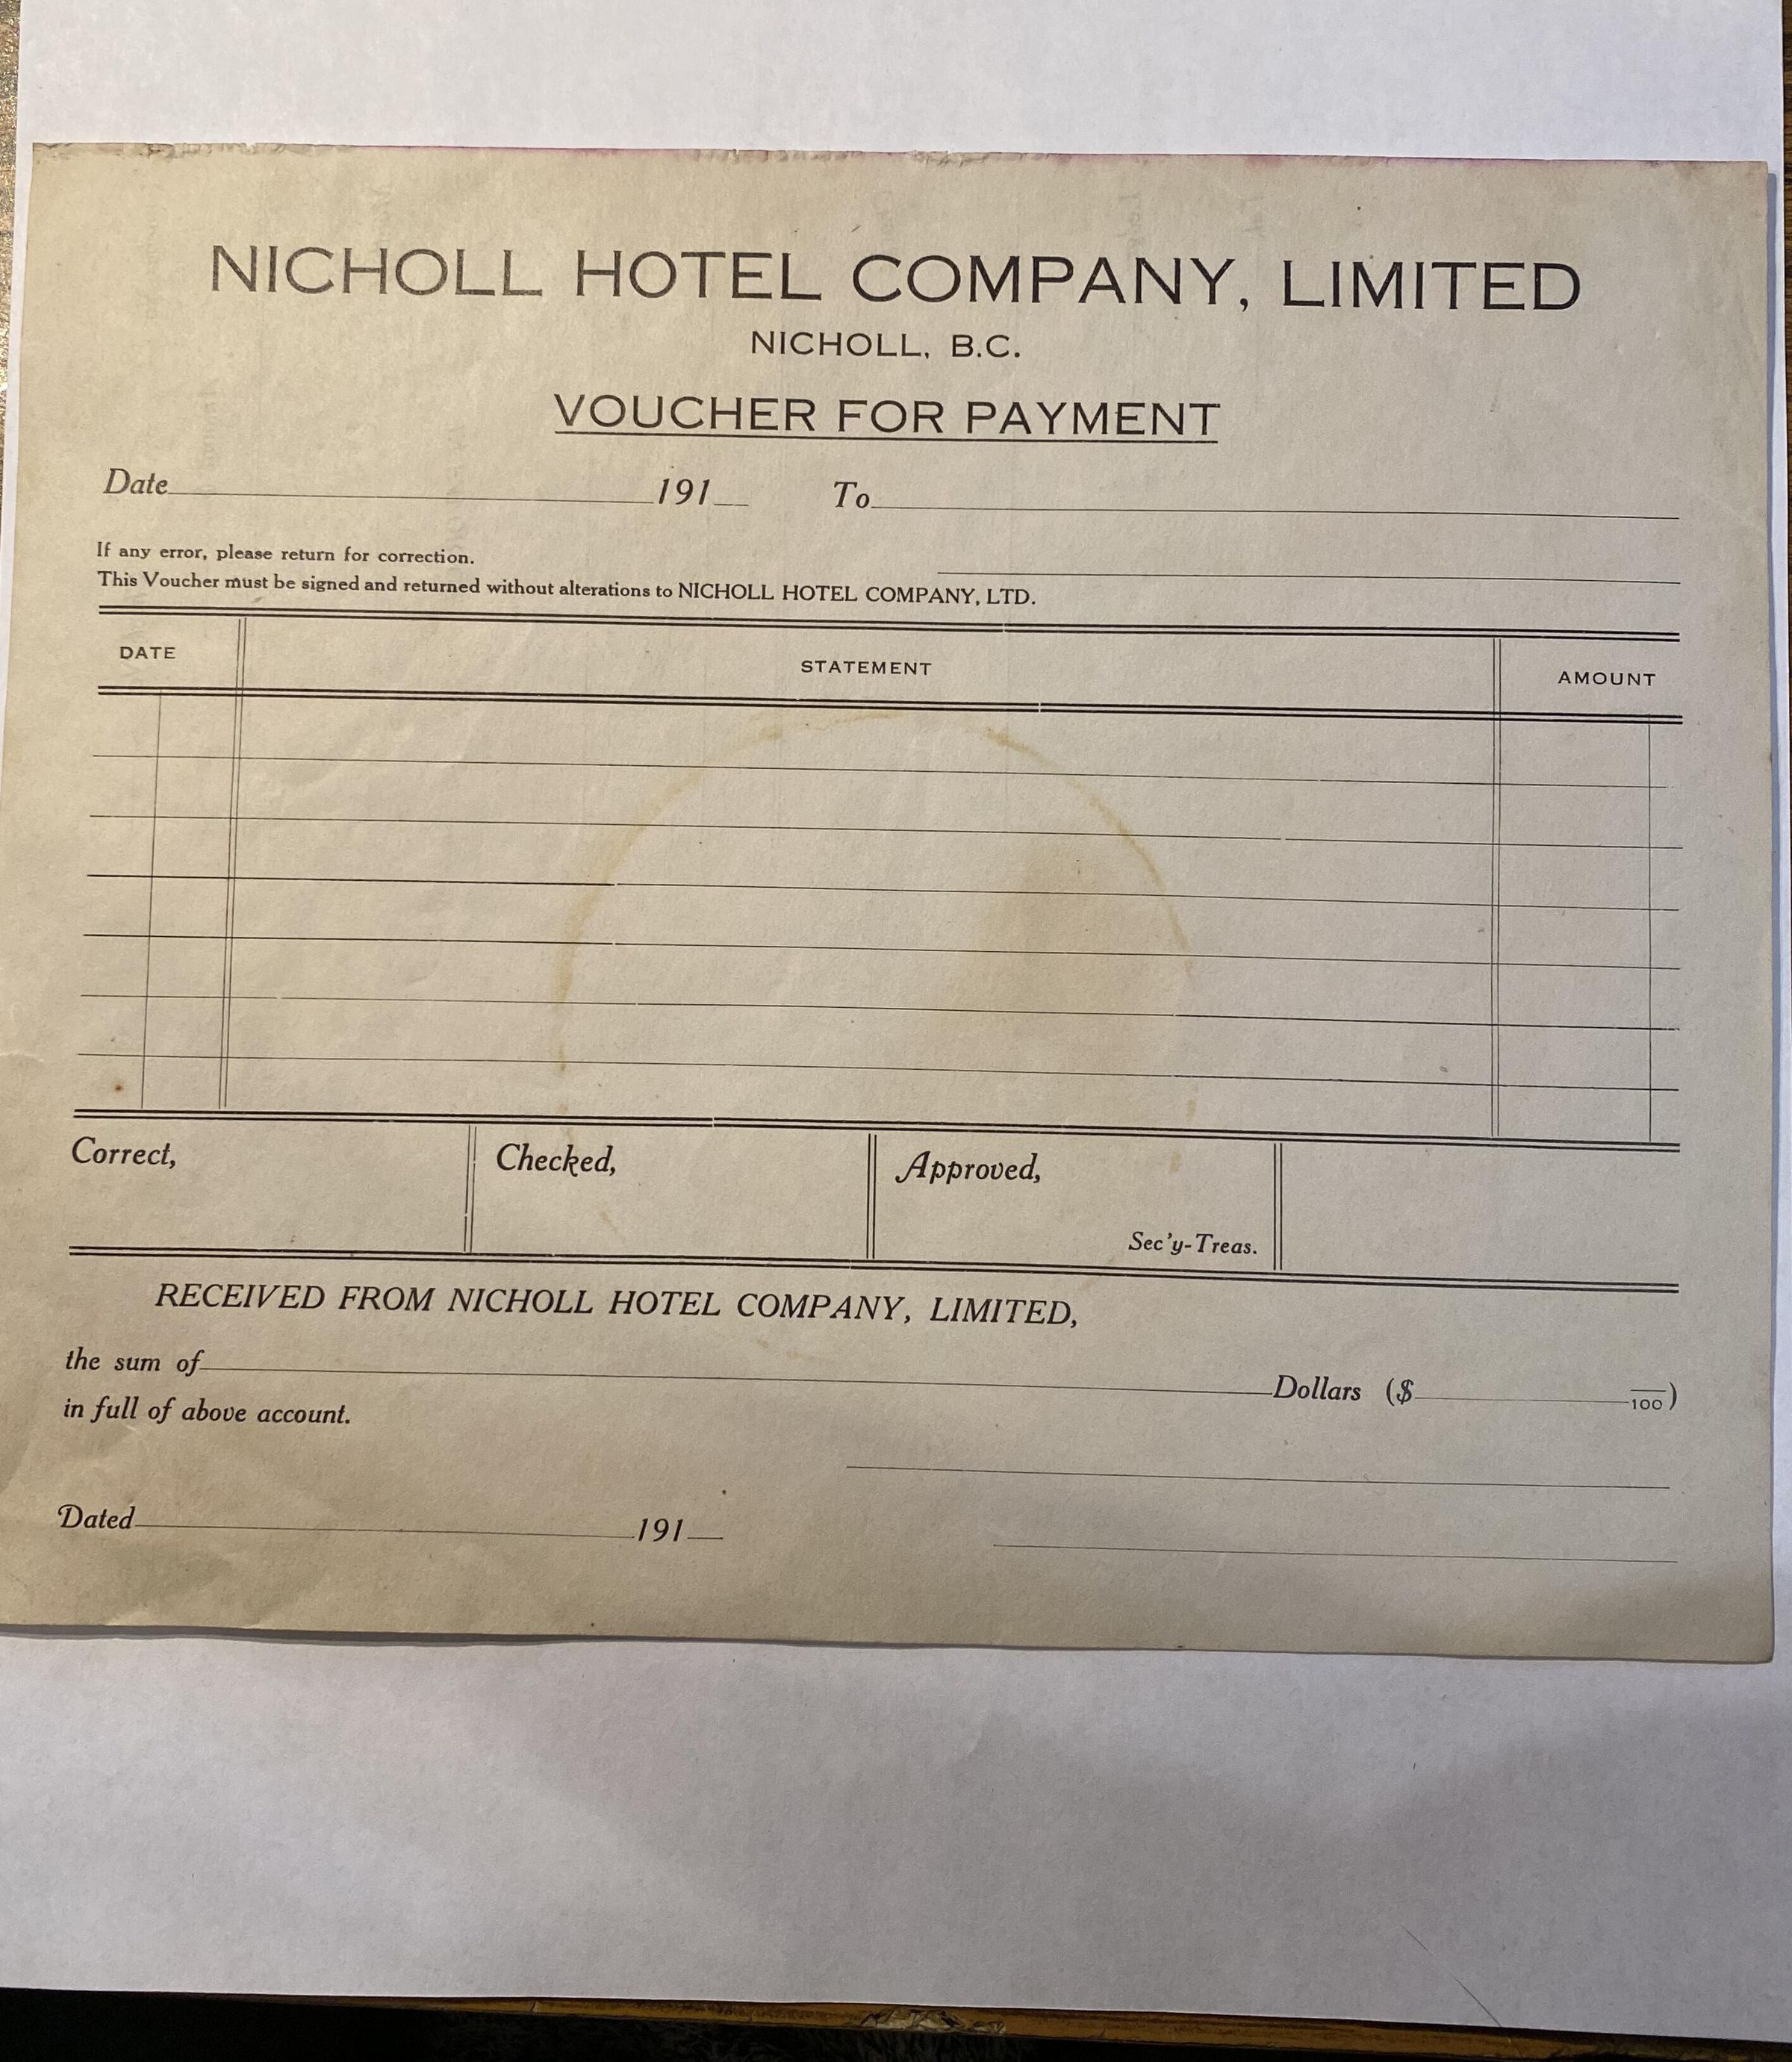 NICHOLL HOTEL COMPANY, LIMITED
NICHOLL, B.C.
VOUCHER FOR PAYMENT
Date 191 To
If any error, please return for correction.
This Voucher must be signed and returned without alterations to NICHOLL HOTEL COMPANY, LTD.
DATE STATEMENT AMOUNT
Correct, Checked, Approved,
Sec'y-Treas.
RECEIVED FROM NICHOLL HOTEL COMPANY, LIMITED,
the sum of Dollars ($ 100)
in full of above account.
Dated 191